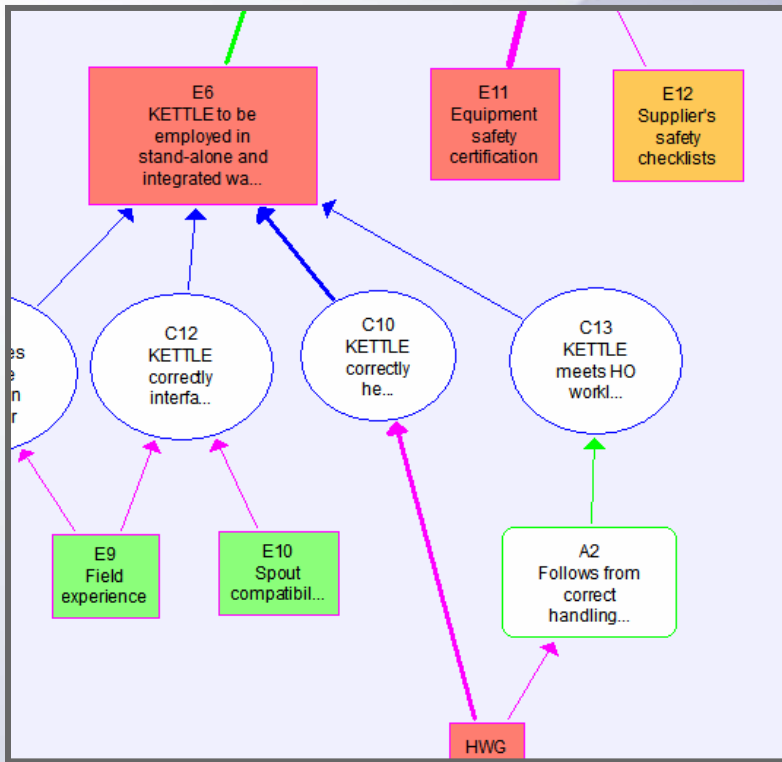 E6
KETTLE to be
employed in
stand-alone and
integrated wa...
E11
Equipment
safety
certification
E12
Supplier's
safety
checklists
C12
KETTLE
correctly
interfa...
C10
KETTLE
correctly
he...
C13
KETTLE
meets HO
workl...
E9
Field
experience
E10
Spout
compatibil...
A2
Follows from
correct
handling...
HWG